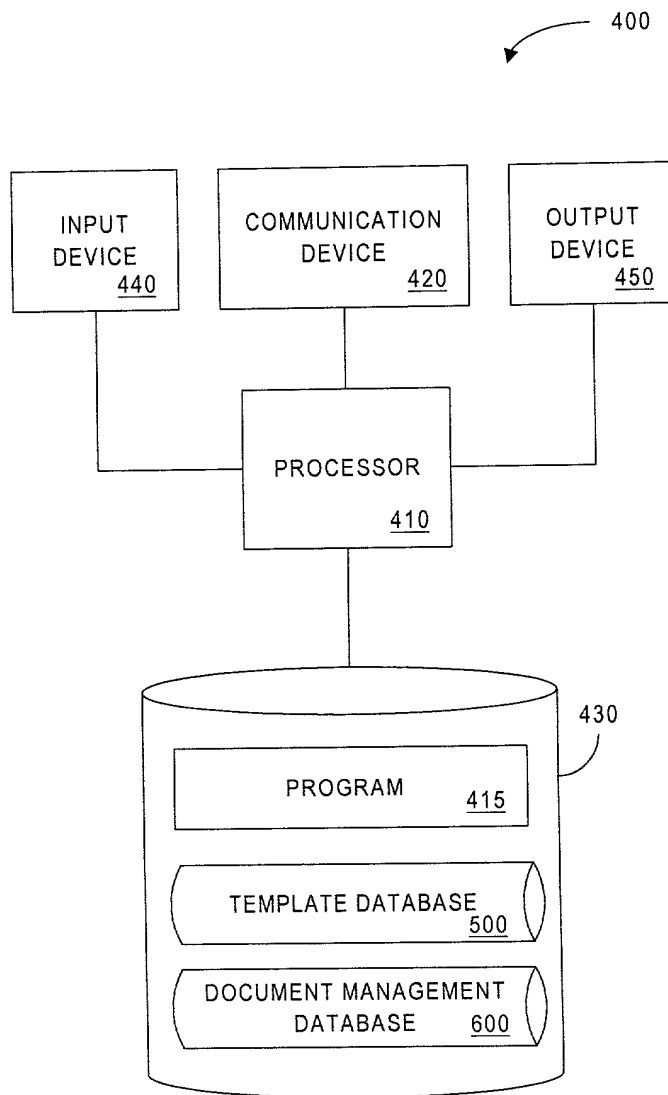 400
INPUT
DEVICE
440
COMMUNICATION
DEVICE
420
OUTPUT
DEVICE
450
PROCESSOR
410
430
PROGRAM
415
TEMPLATE DATABASE
500
DOCUMENT MANAGEMENT
DATABASE
600